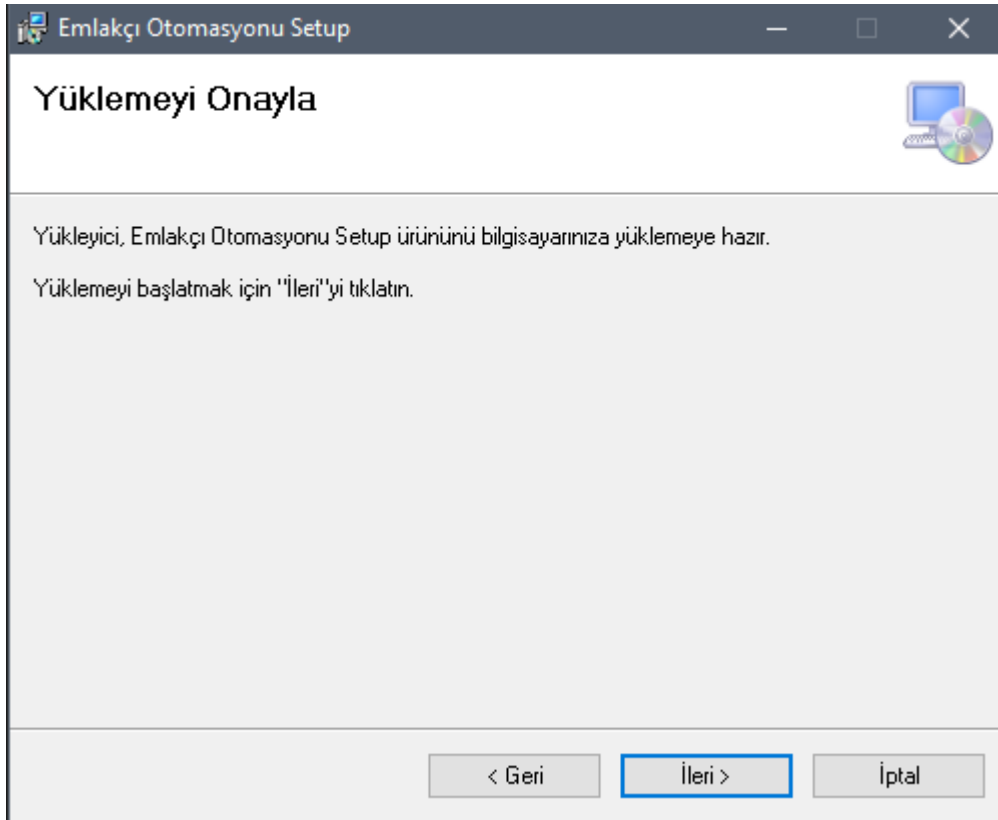 Emlakçı Otomasyonu Setup
Yüklemeyi Onayla
Yükleyici, Emlakçı Otomasyonu Setup ürününü bilgisayarınıza yüklemeye hazır.
Yüklemeyi başlatmak için "İleri"yi tıklatın.
< Geri
İleri >
İptal